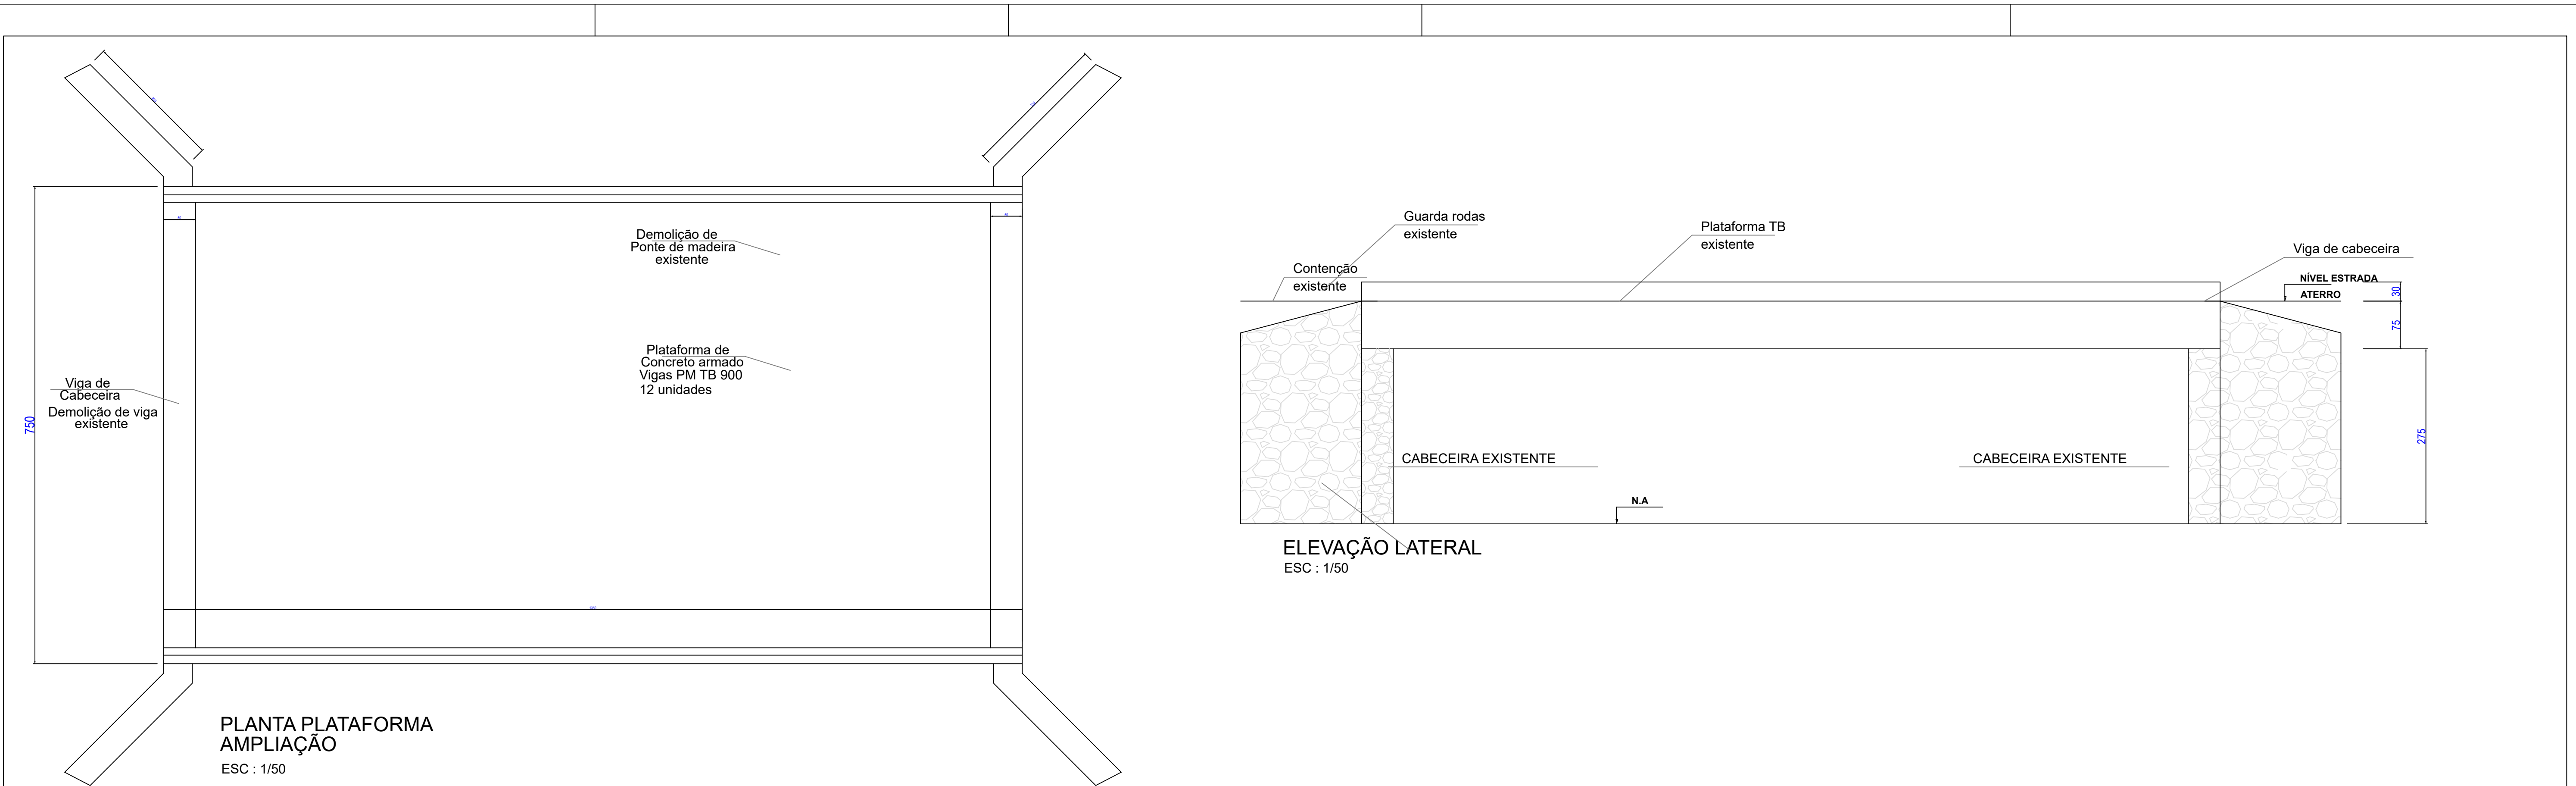 Demolição de
Ponte de madeira
existente
Plataforma de
Concreto armado
Vigas PM TB 900
12 unidades
Viga de
Cabeceira
Demolição de viga
existente
750
PLANTA PLATAFORMA
AMPLIAÇÃO
ESC : 1/50
Guarda rodas
existente
Plataforma TB
existente
Contenção
existente
Viga de cabeceira
NÍVEL ESTRADA
ATERRO
30
75
275
CABECEIRA EXISTENTE
CABECEIRA EXISTENTE
N.A
ELEVAÇÃO LATERAL
ESC : 1/50